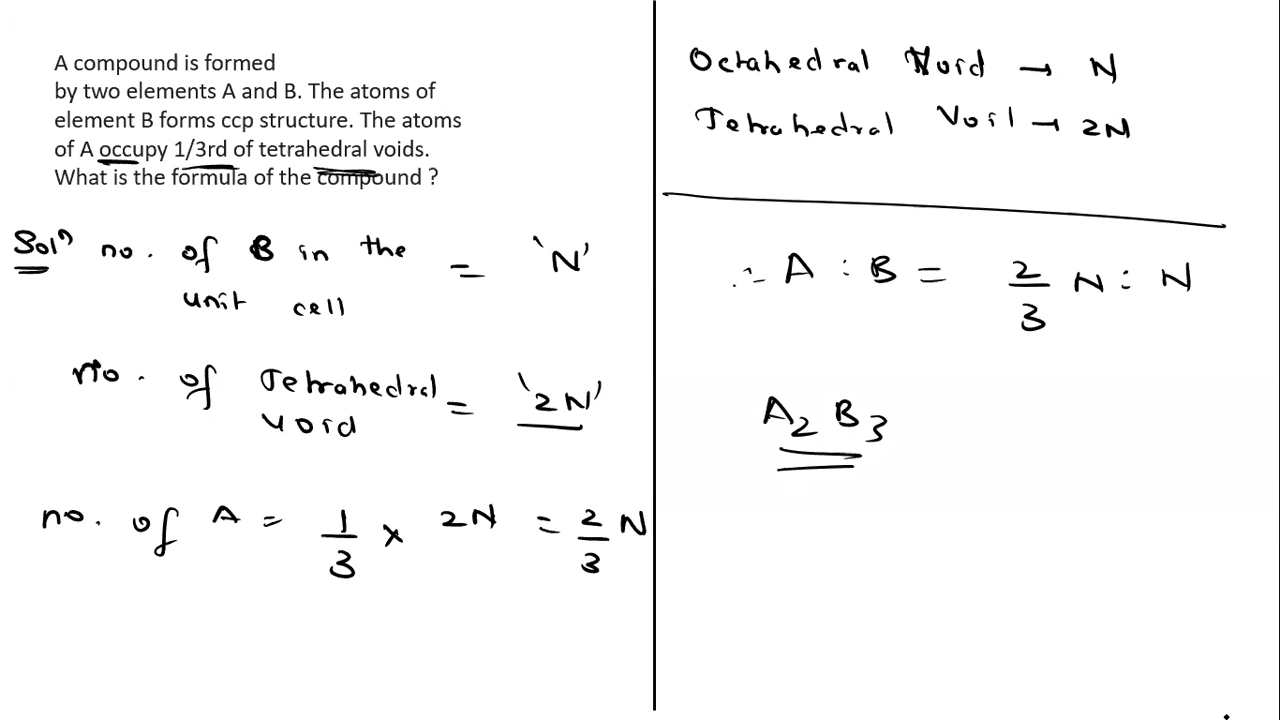 A compound is formed
by two elements A and B. The atoms of
element B forms ccp structure. The atoms
of A occupy 1/3rd of tetrahedral voids.
What is the formula of the compound ?
Solⁿ no. of B in the = 'N'
unit cell
no. of Tetrahedral = '2N'
void
no. of A = 1/3 × 2N = 2/3 N
Octahedral Void → N
Tetrahedral Void → 2N
∴ A : B = 2/3 N : N
A₂B₃